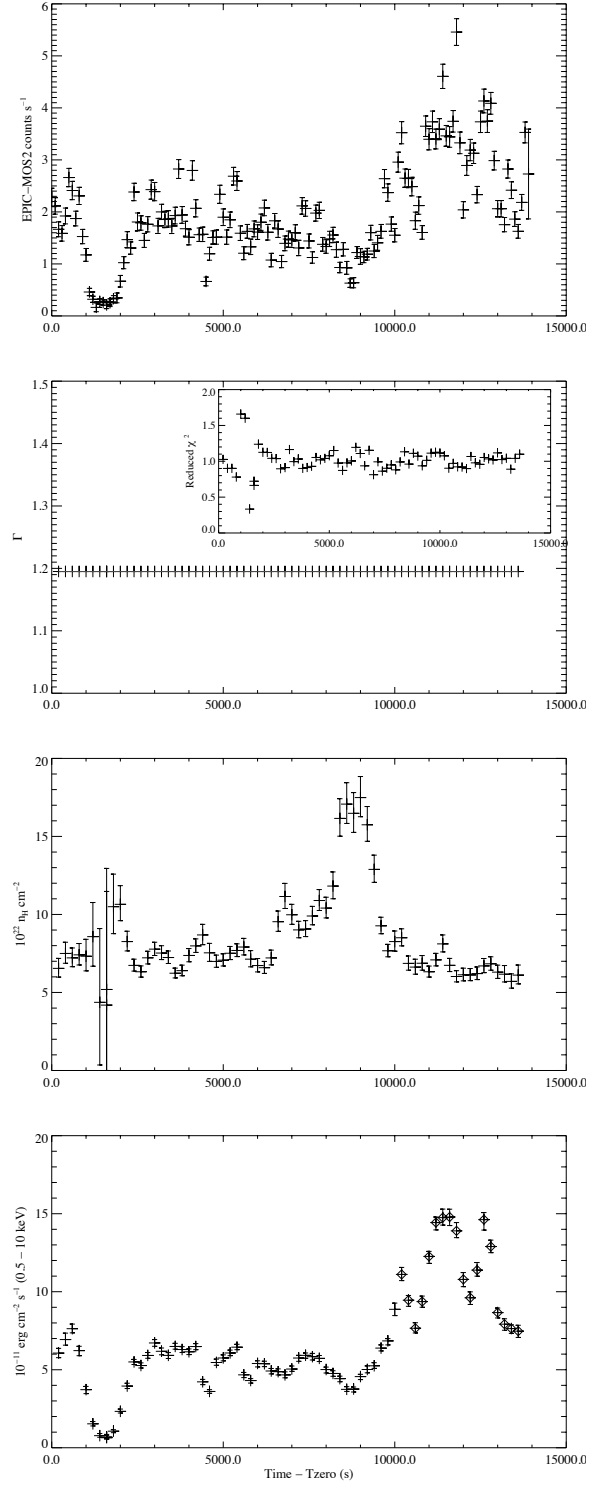 6
5
4
3
2
1
0
EPIC−MOS2 counts s⁻¹
0.0 5000.0 10000.0 15000.0
1.5
1.4
1.3
1.2
1.1
1.0
Γ
2.0
1.5
1.0
0.5
0.0
Reduced χ²
0.0 5000.0 10000.0 15000.0
0.0 5000.0 10000.0 15000.0
20
15
10
5
0
10²² n_H cm⁻²
0.0 5000.0 10000.0 15000.0
20
15
10
5
0
10⁻¹¹ erg cm⁻² s⁻¹ (0.5 − 10 keV)
0.0 5000.0 10000.0 15000.0
Time − Tzero (s)